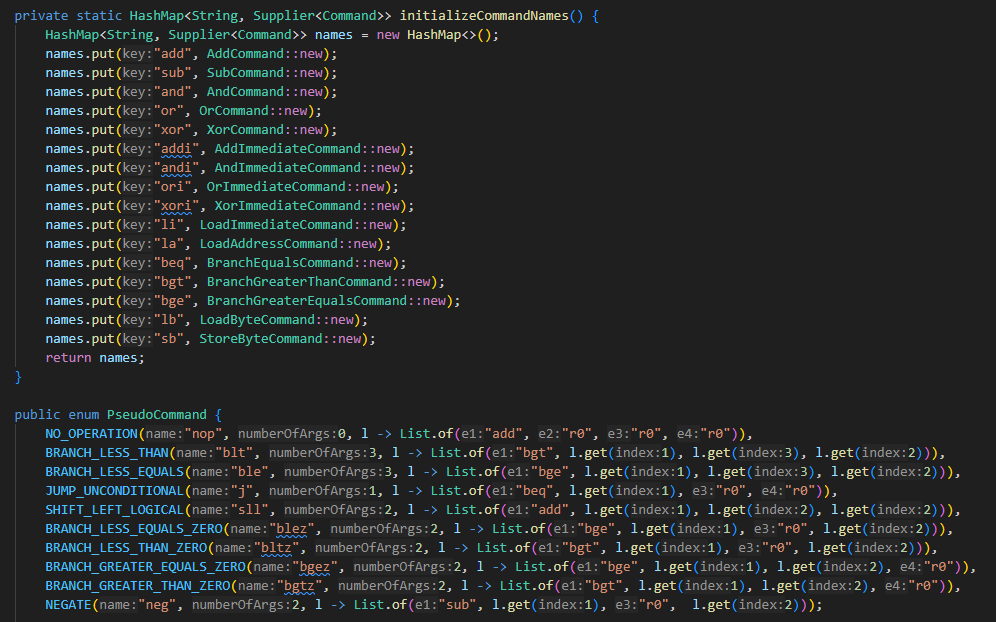 private static HashMap<String, Supplier<Command>> initializeCommandNames() {
HashMap<String, Supplier<Command>> names = new HashMap<>();
names.put(key:"add", AddCommand::new);
names.put(key:"sub", SubCommand::new);
names.put(key:"and", AndCommand::new);
names.put(key:"or", OrCommand::new);
names.put(key:"xor", XorCommand::new);
names.put(key:"addi", AddImmediateCommand::new);
names.put(key:"andi", AndImmediateCommand::new);
names.put(key:"ori", OrImmediateCommand::new);
names.put(key:"xori", XorImmediateCommand::new);
names.put(key:"li", LoadImmediateCommand::new);
names.put(key:"la", LoadAddressCommand::new);
names.put(key:"beq", BranchEqualsCommand::new);
names.put(key:"bgt", BranchGreaterThanCommand::new);
names.put(key:"bge", BranchGreaterEqualsCommand::new);
names.put(key:"lb", LoadByteCommand::new);
names.put(key:"sb", StoreByteCommand::new);
return names;
}
public enum PseudoCommand {
NO_OPERATION(name:"nop", numberOfArgs:0, l -> List.of(e1:"add", e2:"r0", e3:"r0", e4:"r0")),
BRANCH_LESS_THAN(name:"blt", numberOfArgs:3, l -> List.of(e1:"bgt", l.get(index:1), l.get(index:3), l.get(index:2))),
BRANCH_LESS_EQUALS(name:"ble", numberOfArgs:3, l -> List.of(e1:"bge", l.get(index:1), l.get(index:3), l.get(index:2))),
JUMP_UNCONDITIONAL(name:"j", numberOfArgs:1, l -> List.of(e1:"beq", l.get(index:1), e3:"r0", e4:"r0")),
SHIFT_LEFT_LOGICAL(name:"sll", numberOfArgs:2, l -> List.of(e1:"add", l.get(index:1), l.get(index:2), l.get(index:2))),
BRANCH_LESS_EQUALS_ZERO(name:"blez", numberOfArgs:2, l -> List.of(e1:"bge", l.get(index:1), e3:"r0", l.get(index:2))),
BRANCH_LESS_THAN_ZERO(name:"bltz", numberOfArgs:2, l -> List.of(e1:"bgt", l.get(index:1), e3:"r0", l.get(index:2))),
BRANCH_GREATER_EQUALS_ZERO(name:"bgez", numberOfArgs:2, l -> List.of(e1:"bge", l.get(index:1), l.get(index:2), e4:"r0")),
BRANCH_GREATER_THAN_ZERO(name:"bgtz", numberOfArgs:2, l -> List.of(e1:"bgt", l.get(index:1), l.get(index:2), e4:"r0")),
NEGATE(name:"neg", numberOfArgs:2, l -> List.of(e1:"sub", l.get(index:1), e3:"r0",  l.get(index:2)));